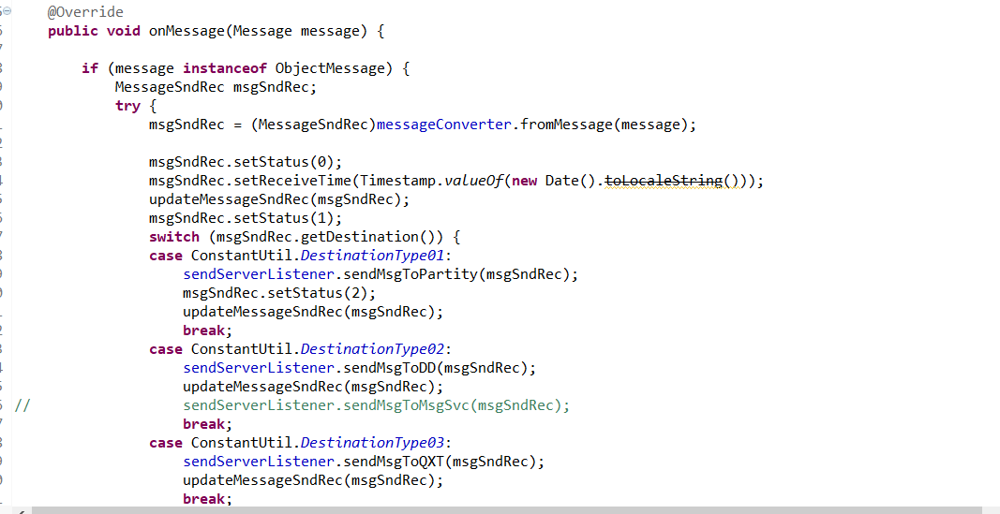 @Override
public void onMessage(Message message) {
if (message instanceof ObjectMessage) {
MessageSndRec msgSndRec;
try {
msgSndRec = (MessageSndRec)messageConverter.fromMessage(message);
msgSndRec.setStatus(0);
msgSndRec.setReceiveTime(Timestamp.valueOf(new Date().toLocaleString()));
updateMessageSndRec(msgSndRec);
msgSndRec.setStatus(1);
switch (msgSndRec.getDestination()) {
case ConstantUtil.DestinationType01:
sendServerListener.sendMsgToPartity(msgSndRec);
msgSndRec.setStatus(2);
updateMessageSndRec(msgSndRec);
break;
case ConstantUtil.DestinationType02:
sendServerListener.sendMsgToDD(msgSndRec);
updateMessageSndRec(msgSndRec);
// sendServerListener.sendMsgToMsgSvc(msgSndRec);
break;
case ConstantUtil.DestinationType03:
sendServerListener.sendMsgToQXT(msgSndRec);
updateMessageSndRec(msgSndRec);
break;